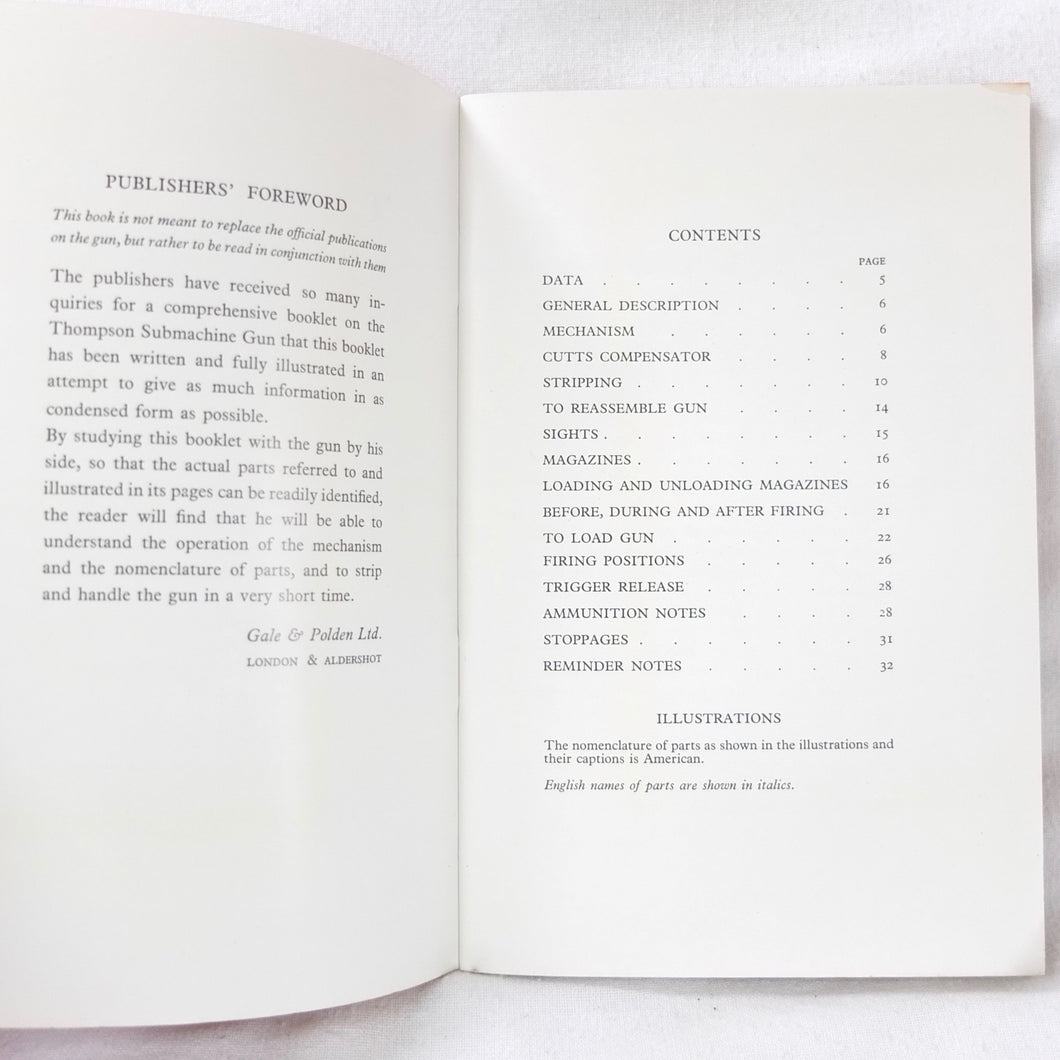 PUBLISHERS' FOREWORD
This book is not meant to replace the official publications
on the gun, but rather to be read in conjunction with them
The publishers have received so many in-
quiries for a comprehensive booklet on the
Thompson Submachine Gun that this booklet
has been written and fully illustrated in an
attempt to give as much information in as
condensed form as possible.
By studying this booklet with the gun by his
side, so that the actual parts referred to and
illustrated in its pages can be readily identified,
the reader will find that he will be able to
understand the operation of the mechanism
and the nomenclature of parts, and to strip
and handle the gun in a very short time.
Gale & Polden Ltd.
LONDON & ALDERSHOT
CONTENTS
PAGE
DATA . . . . . . . . 5
GENERAL DESCRIPTION . . . . 6
MECHANISM . . . . . . 6
CUTTS COMPENSATOR . . . . 8
STRIPPING . . . . . . . 10
TO REASSEMBLE GUN . . . . 14
SIGHTS . . . . . . . . 15
MAGAZINES . . . . . . . 16
LOADING AND UNLOADING MAGAZINES 16
BEFORE, DURING AND AFTER FIRING . 21
TO LOAD GUN . . . . . . 22
FIRING POSITIONS . . . . . 26
TRIGGER RELEASE . . . . . 28
AMMUNITION NOTES . . . . 28
STOPPAGES . . . . . . . 31
REMINDER NOTES . . . . . 32
ILLUSTRATIONS
The nomenclature of parts as shown in the illustrations and
their captions is American.
English names of parts are shown in italics.